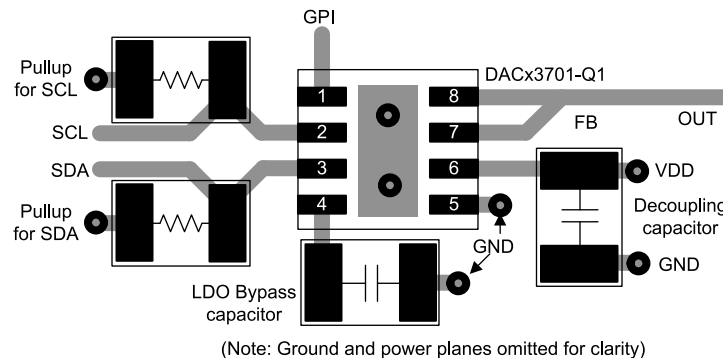 GPI
DACx3701-Q1
Pullup
for SCL
1
8
SCL
2
7
FB
OUT
SDA
3
6
VDD
Pullup
for SDA
4
5
Decoupling
capacitor
GND
GND
LDO Bypass
capacitor
(Note: Ground and power planes omitted for clarity)